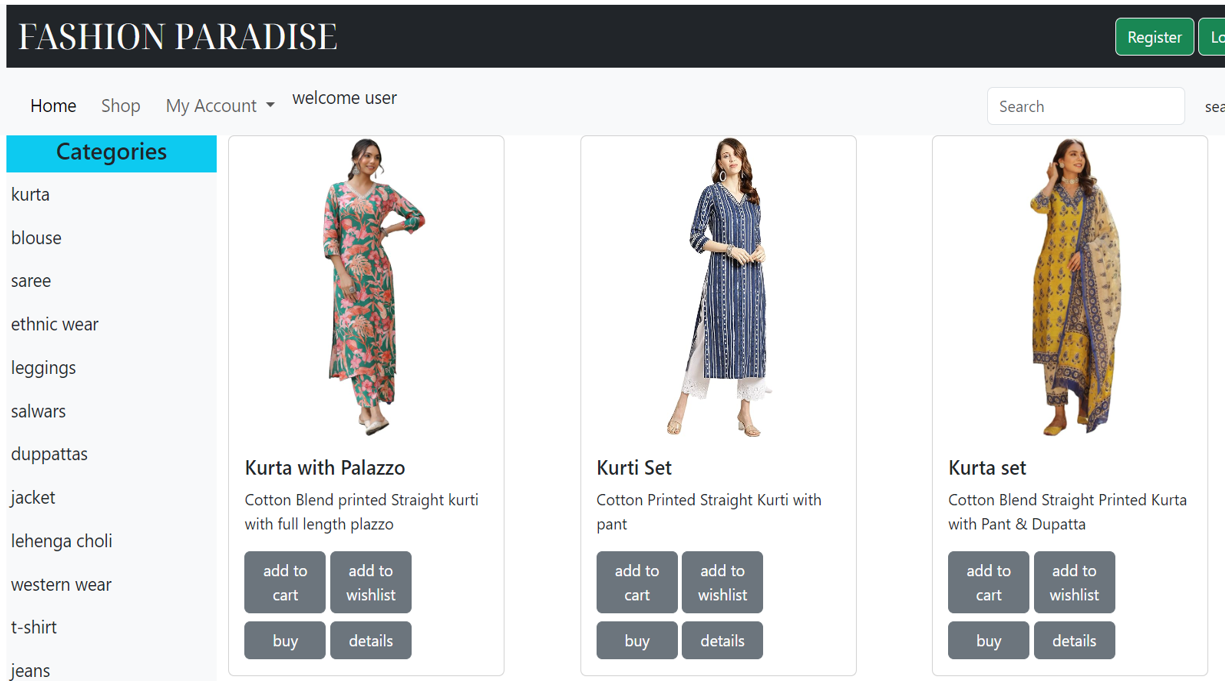 FASHION PARADISE
Register
Lo
Home Shop My Account welcome user
Search
sea
Categories
kurta
blouse
saree
ethnic wear
leggings
salwars
duppattas
jacket
lehenga choli
western wear
t-shirt
jeans
Kurta with Palazzo
Cotton Blend printed Straight kurti
with full length plazzo
add to
cart
add to
wishlist
buy
details
Kurti Set
Cotton Printed Straight Kurti with
pant
add to
cart
add to
wishlist
buy
details
Kurta set
Cotton Blend Straight Printed Kurta
with Pant & Dupatta
add to
cart
add to
wishlist
buy
details